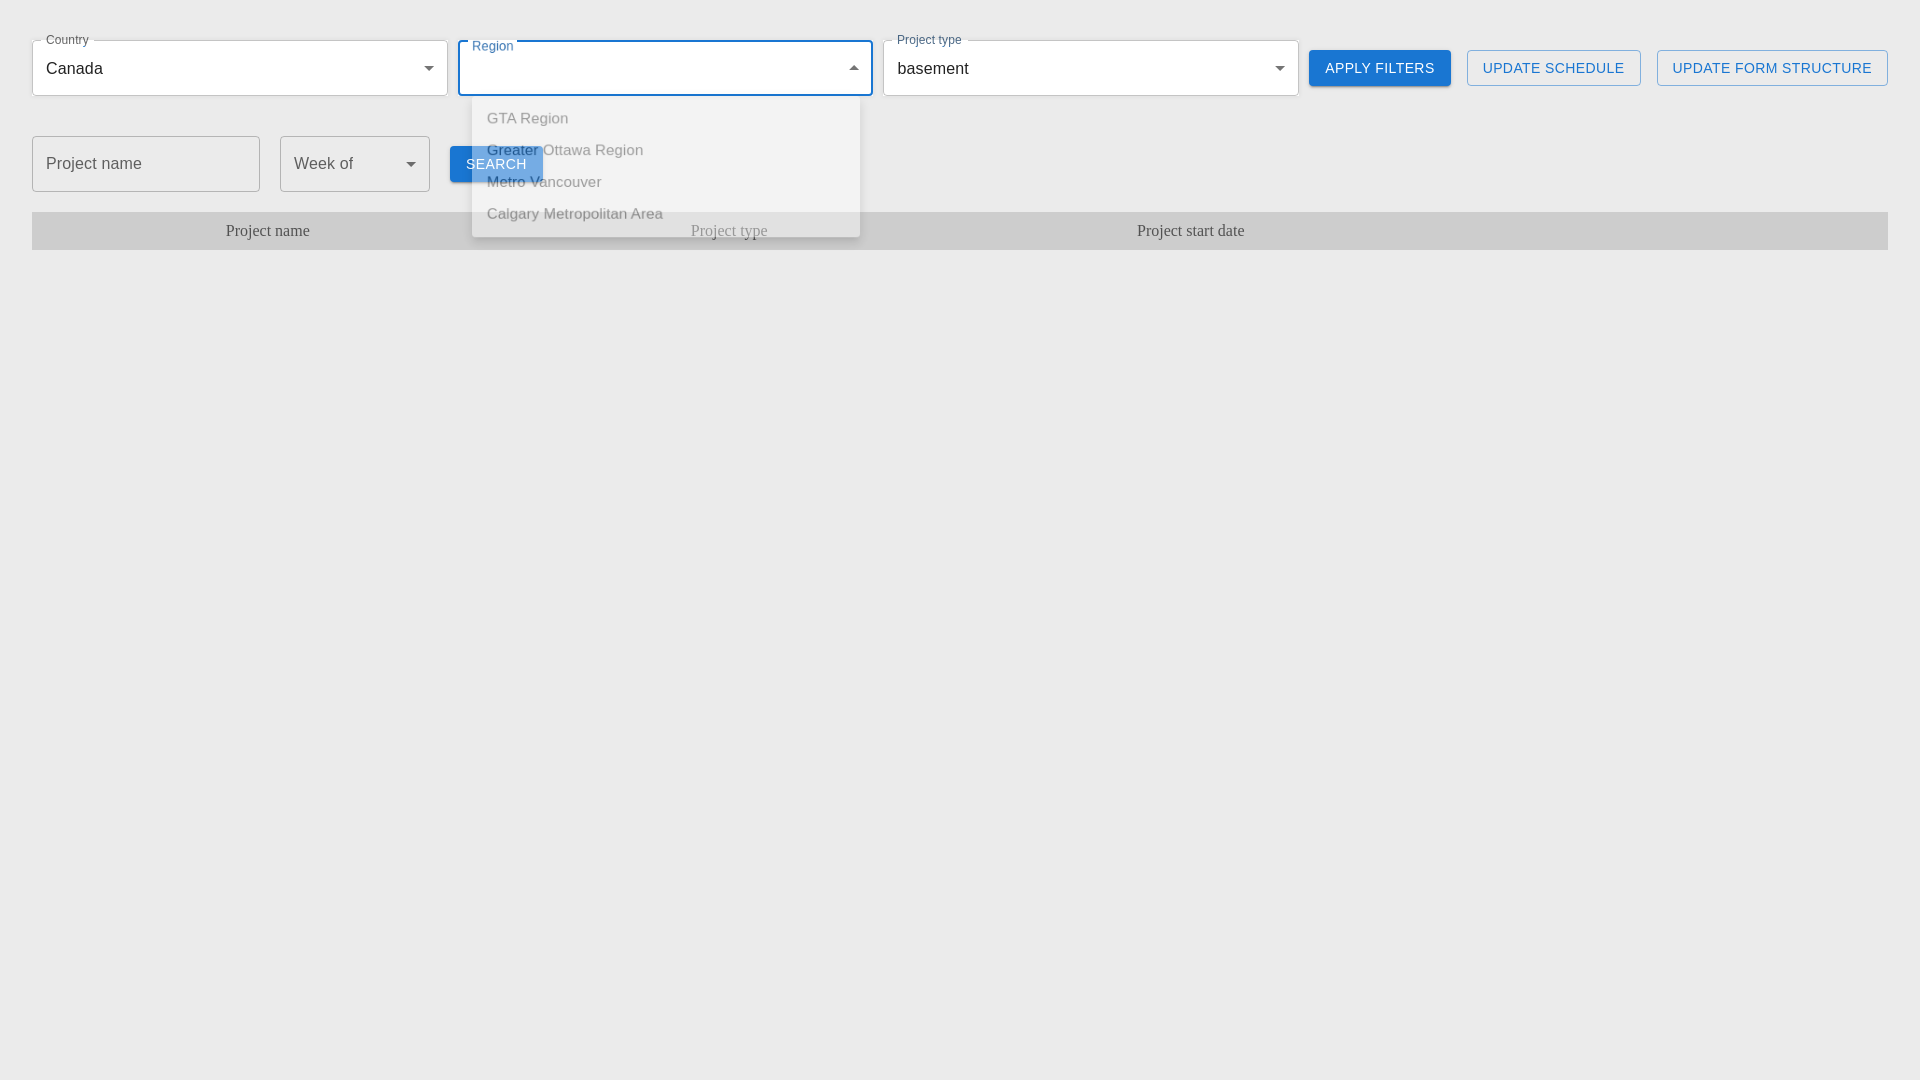 Country
Region
Project type
Canada
basement
APPLY FILTERS
UPDATE SCHEDULE
UPDATE FORM STRUCTURE
GTA Region
Greater Ottawa Region
Metro Vancouver
Calgary Metropolitan Area
Project name
Week of
SEARCH
Project name
Project type
Project start date